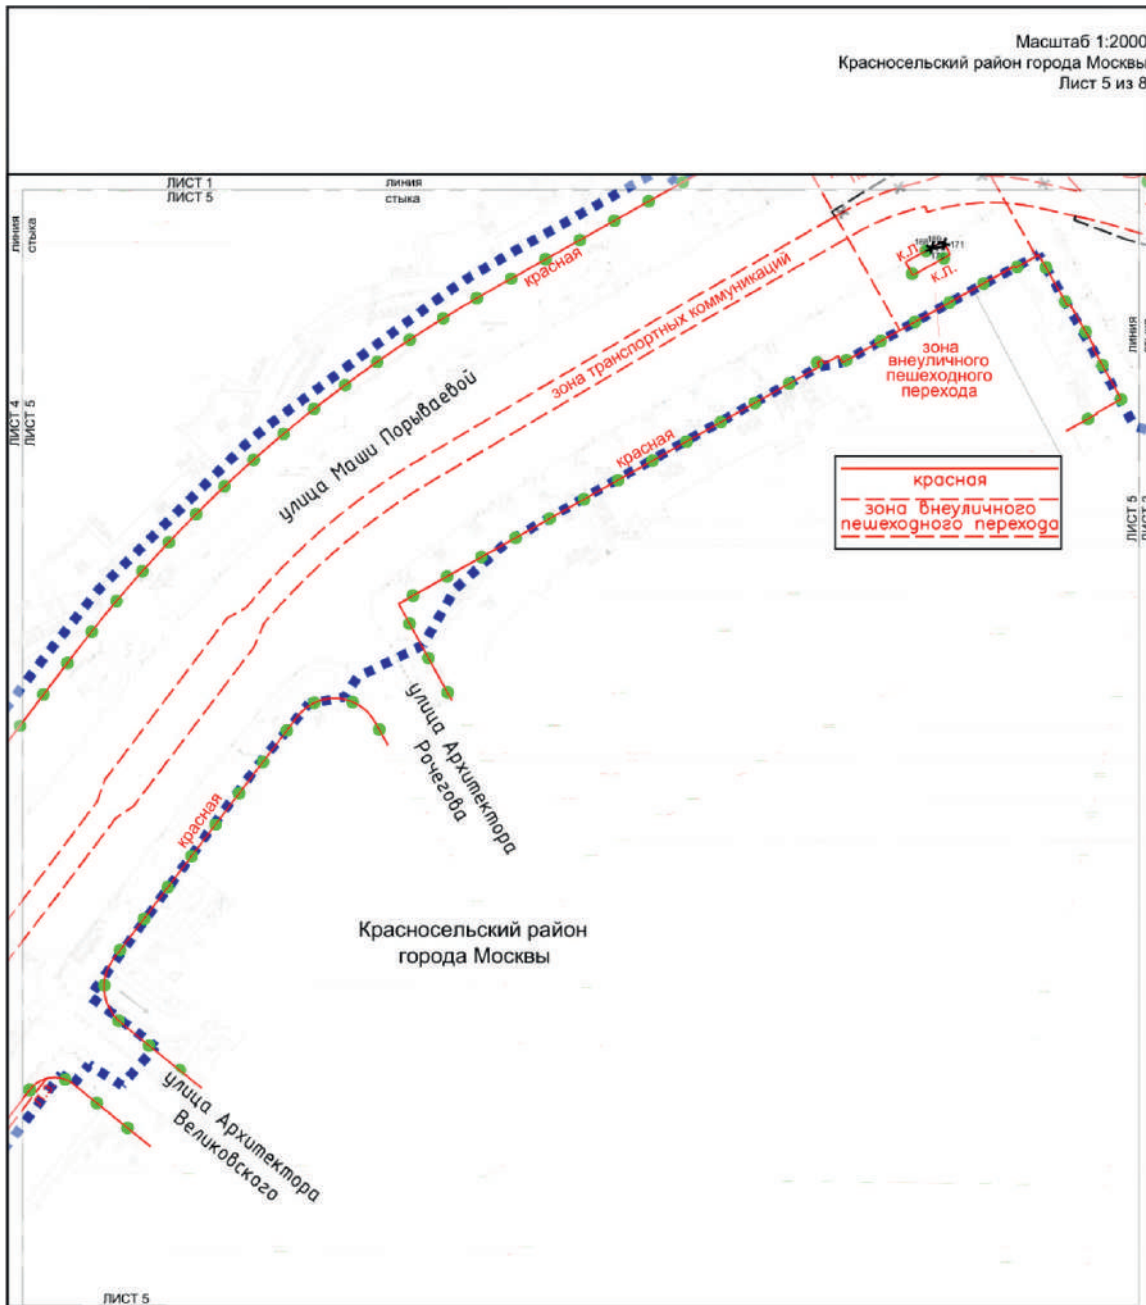 Масштаб 1:2000
Красносельский район города Москвы
Лист 5 из 8
ЛИСТ 1
ЛИСТ 5
линия
стыка
линия
стыка
ЛИСТ 4
ЛИСТ 5
красная
улица Маши Порываевой
зона транспортных коммуникаций
к.л.
171
к.л.
зона
внеуличного
пешеходного
перехода
линия
ЛИСТ 5
красная
красная
зона внеуличного
пешеходного перехода
улица Архитектора
Рочегова
красная
Красносельский район
города Москвы
улица Архитектора
Великовского
ЛИСТ 5